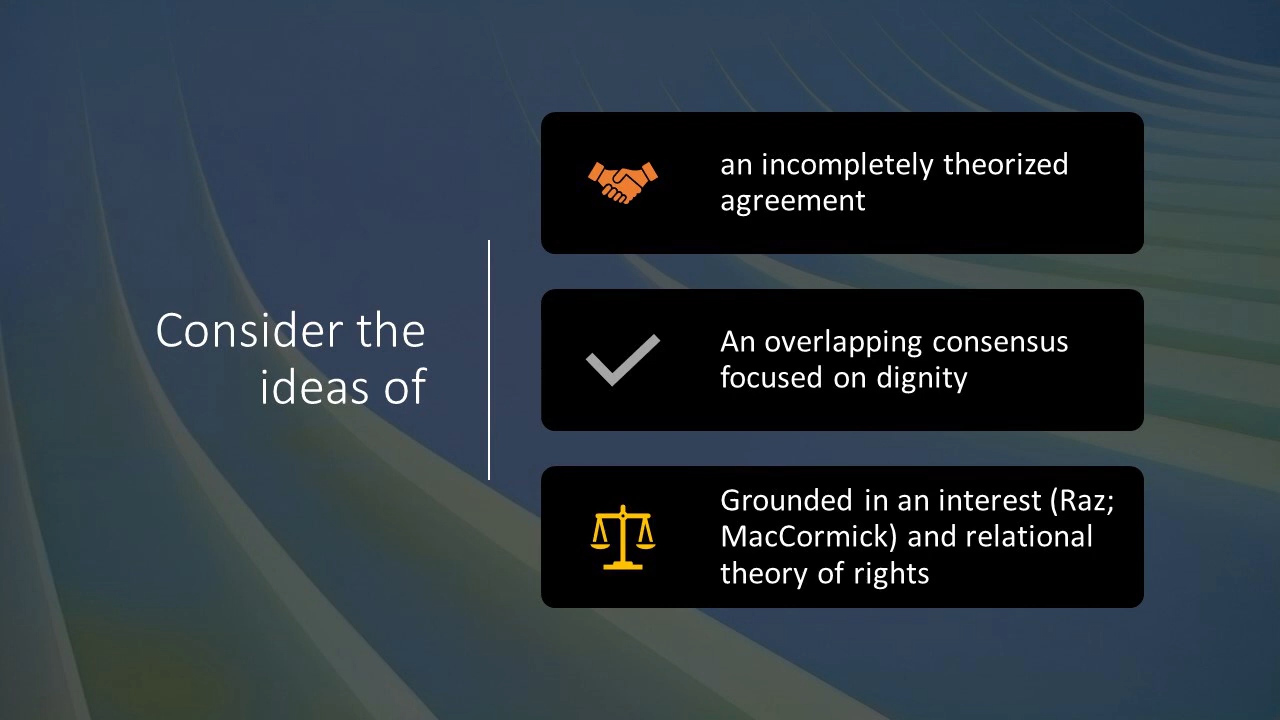 Consider the
ideas of
an incompletely theorized
agreement
An overlapping consensus
focused on dignity
Grounded in an interest (Raz;
MacCormick) and relational
theory of rights